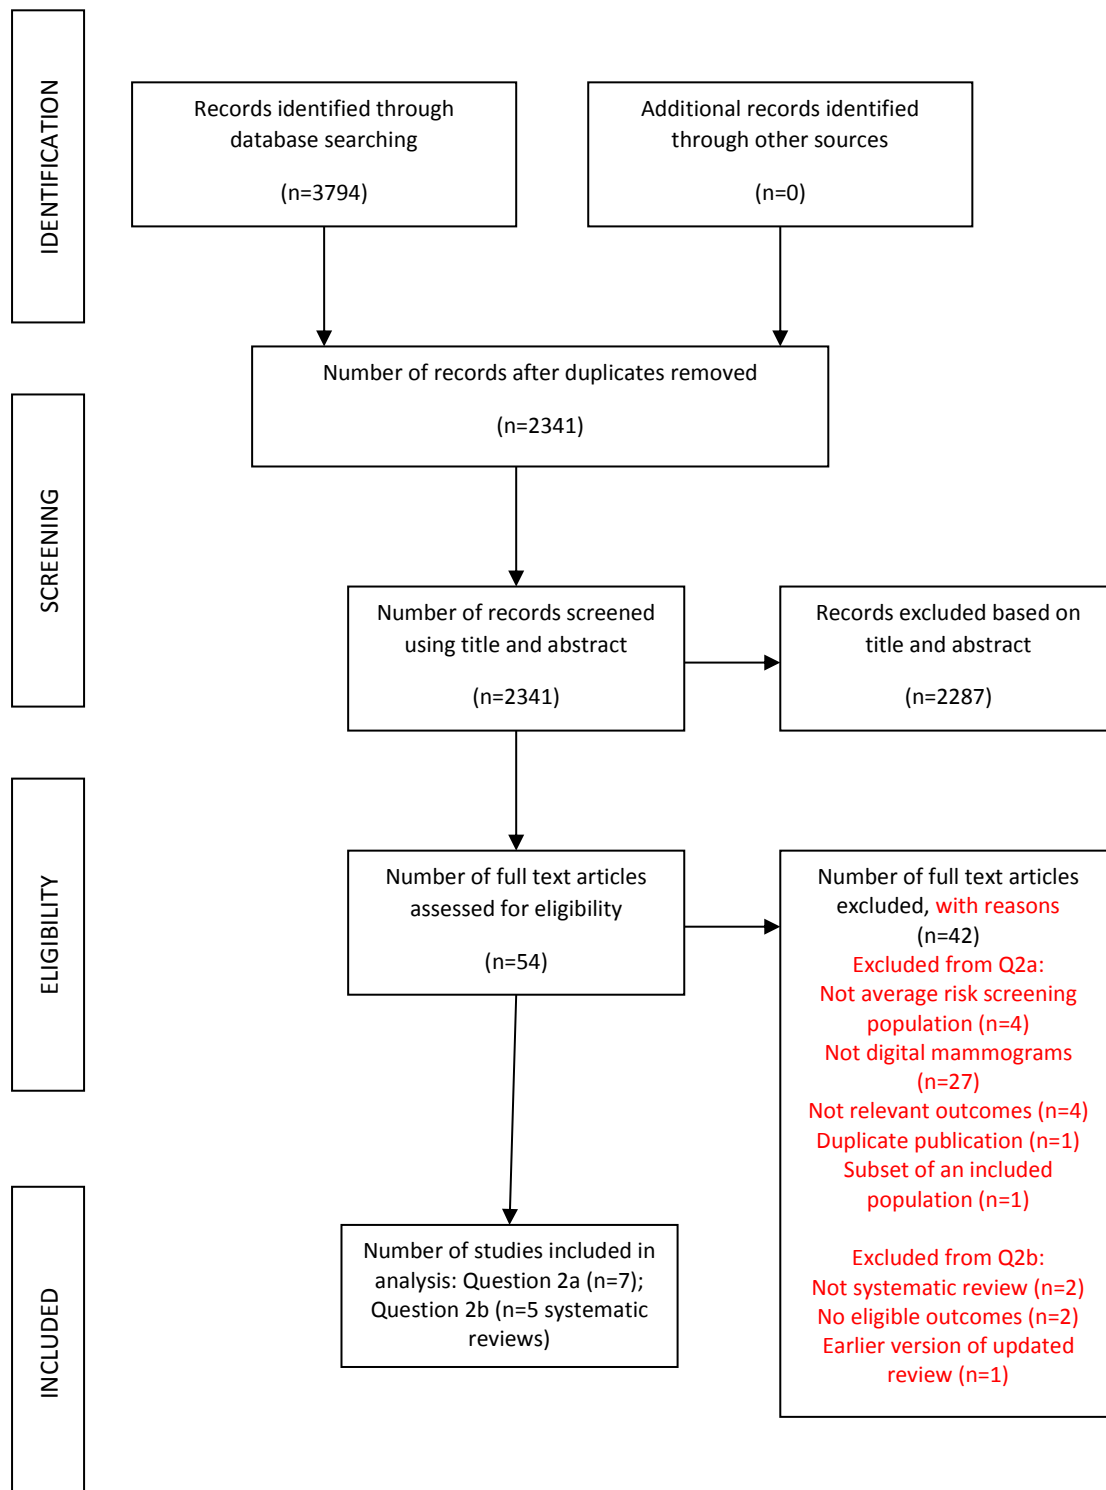 IDENTIFICATION
Records identified through
database searching
(n=3794)
Additional records identified
through other sources
(n=0)
Number of records after duplicates removed
(n=2341)
SCREENING
Number of records screened
using title and abstract
(n=2341)
Records excluded based on
title and abstract
(n=2287)
ELIGIBILITY
Number of full text articles
assessed for eligibility
(n=54)
Number of full text articles
excluded, with reasons
(n=42)
Excluded from Q2a:
Not average risk screening
population (n=4)
Not digital mammograms
(n=27)
Not relevant outcomes (n=4)
Duplicate publication (n=1)
Subset of an included
population (n=1)
Excluded from Q2b:
Not systematic review (n=2)
No eligible outcomes (n=2)
Earlier version of updated
review (n=1)
INCLUDED
Number of studies included in
analysis: Question 2a (n=7);
Question 2b (n=5 systematic
reviews)